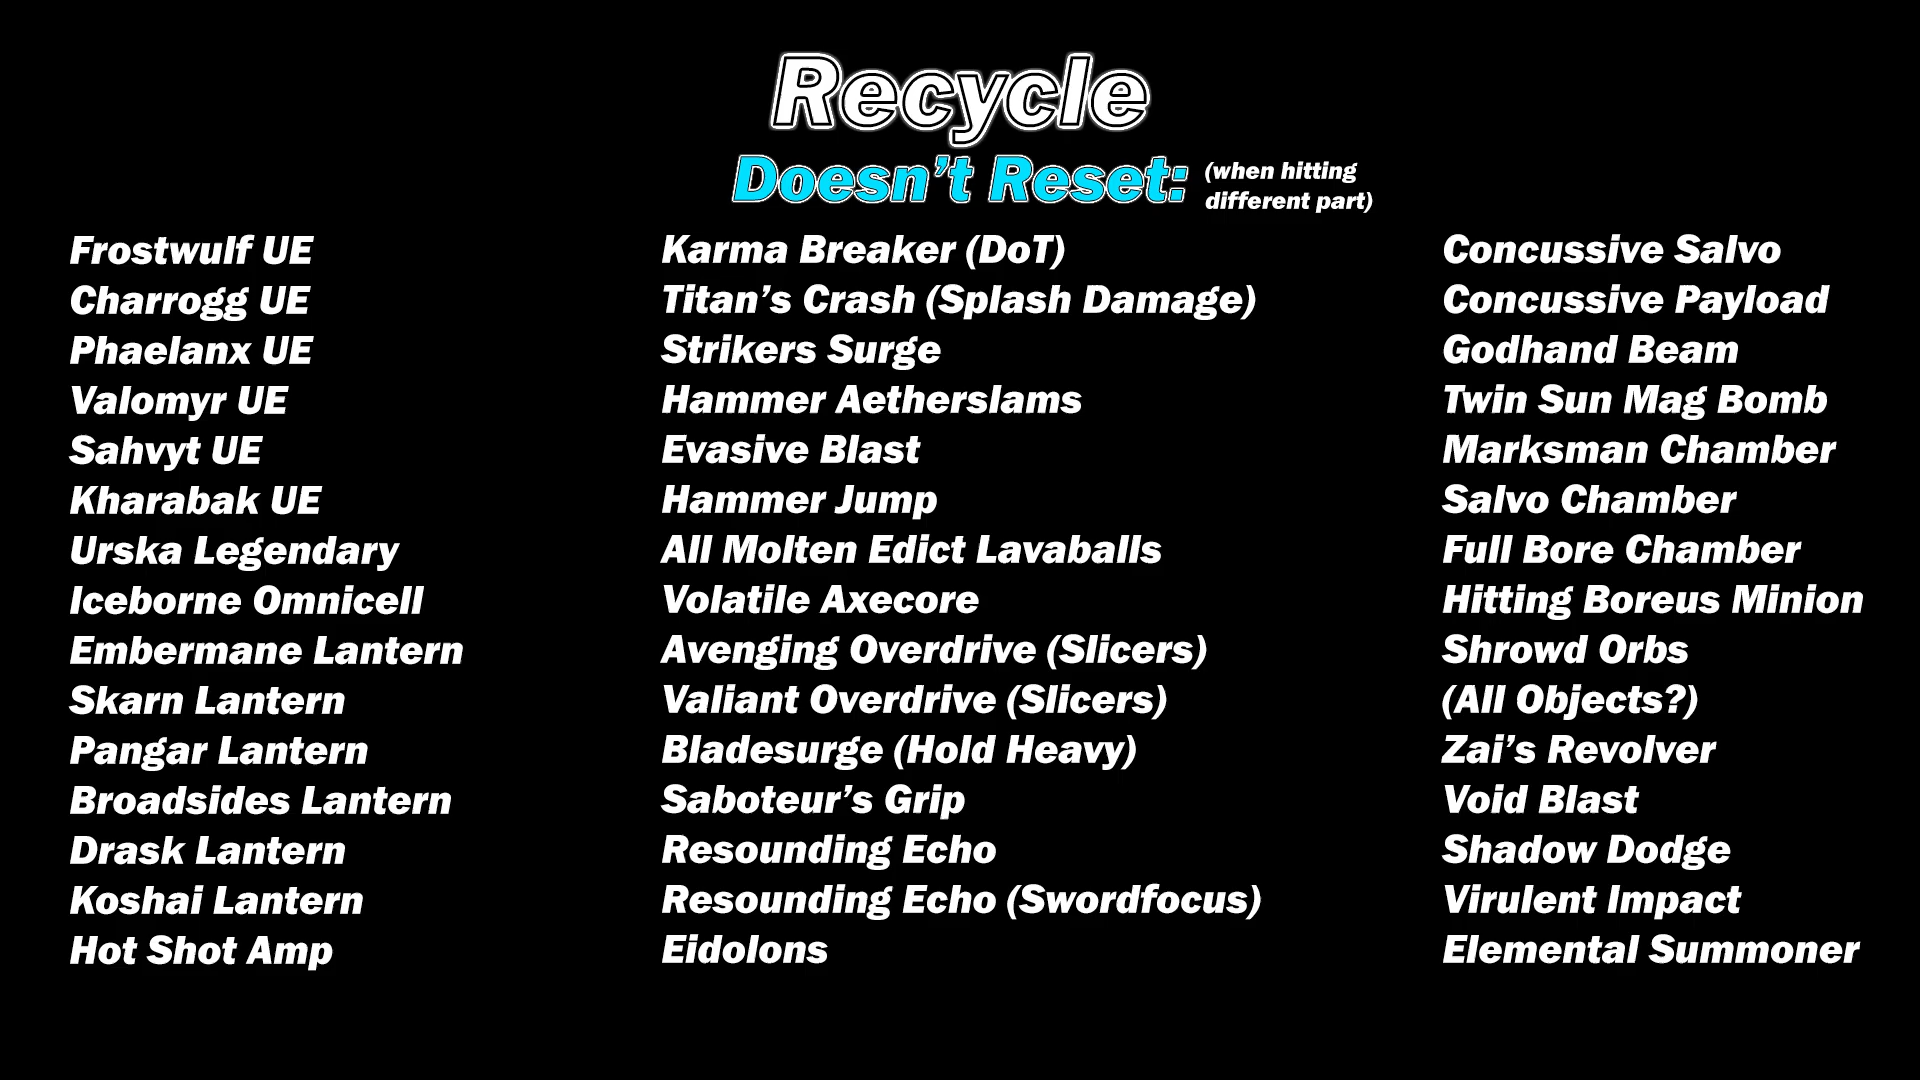 Recycle
Doesn't Reset:
(when hitting
different part)
Frostwulf UE
Charrogg UE
Phaelanx UE
Valomyr UE
Sahvyt UE
Kharabak UE
Urska Legendary
Iceborne Omnicell
Embermane Lantern
Skarn Lantern
Pangar Lantern
Broadsides Lantern
Drask Lantern
Koshai Lantern
Hot Shot Amp
Karma Breaker (DoT)
Titan's Crash (Splash Damage)
Strikers Surge
Hammer Aetherslams
Evasive Blast
Hammer Jump
All Molten Edict Lavaballs
Volatile Axecore
Avenging Overdrive (Slicers)
Valiant Overdrive (Slicers)
Bladesurge (Hold Heavy)
Saboteur's Grip
Resounding Echo
Resounding Echo (Swordfocus)
Eidolons
Concussive Salvo
Concussive Payload
Godhand Beam
Twin Sun Mag Bomb
Marksman Chamber
Salvo Chamber
Full Bore Chamber
Hitting Boreus Minion
Shrowd Orbs
(All Objects?)
Zai's Revolver
Void Blast
Shadow Dodge
Virulent Impact
Elemental Summoner